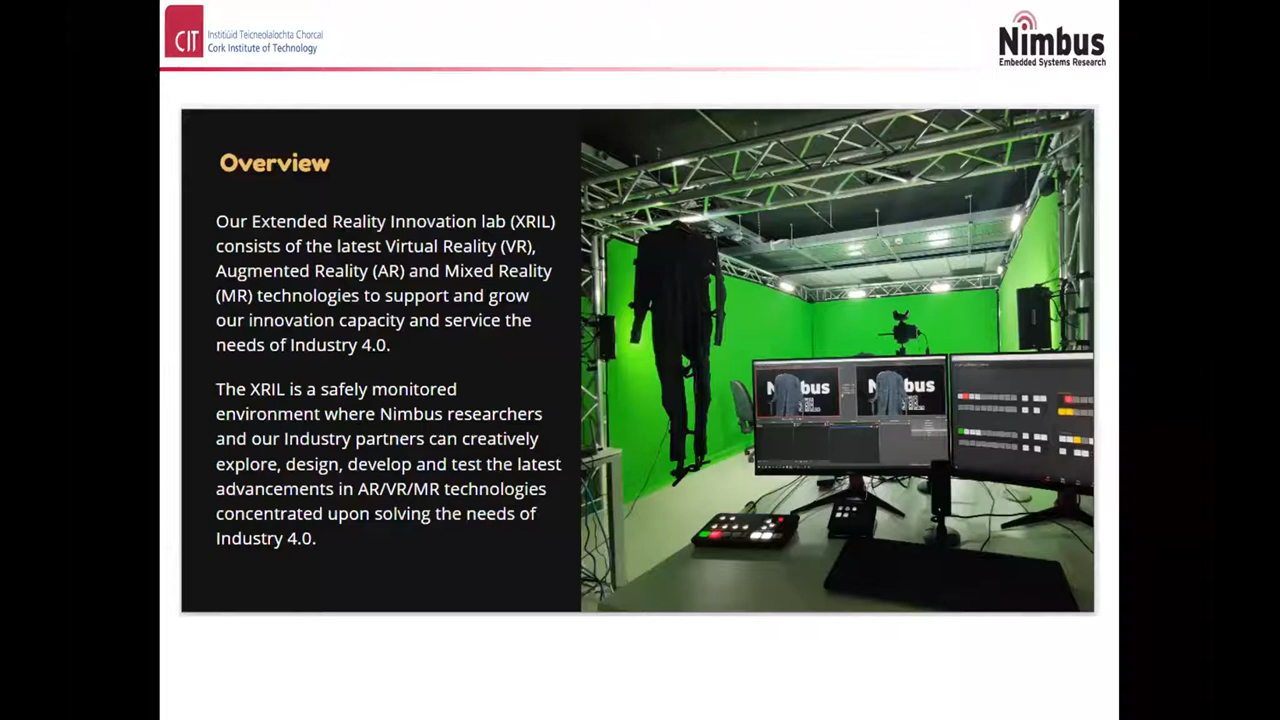 CIT
Institiúid Teicneolaíochta Chorcaí
Cork Institute of Technology
Nimbus
Embedded Systems Research
Overview
Our Extended Reality Innovation lab (XRIL)
consists of the latest Virtual Reality (VR),
Augmented Reality (AR) and Mixed Reality
(MR) technologies to support and grow
our innovation capacity and service the
needs of Industry 4.0.
The XRIL is a safely monitored
environment where Nimbus researchers
and our Industry partners can creatively
explore, design, develop and test the latest
advancements in AR/VR/MR technologies
concentrated upon solving the needs of
Industry 4.0.